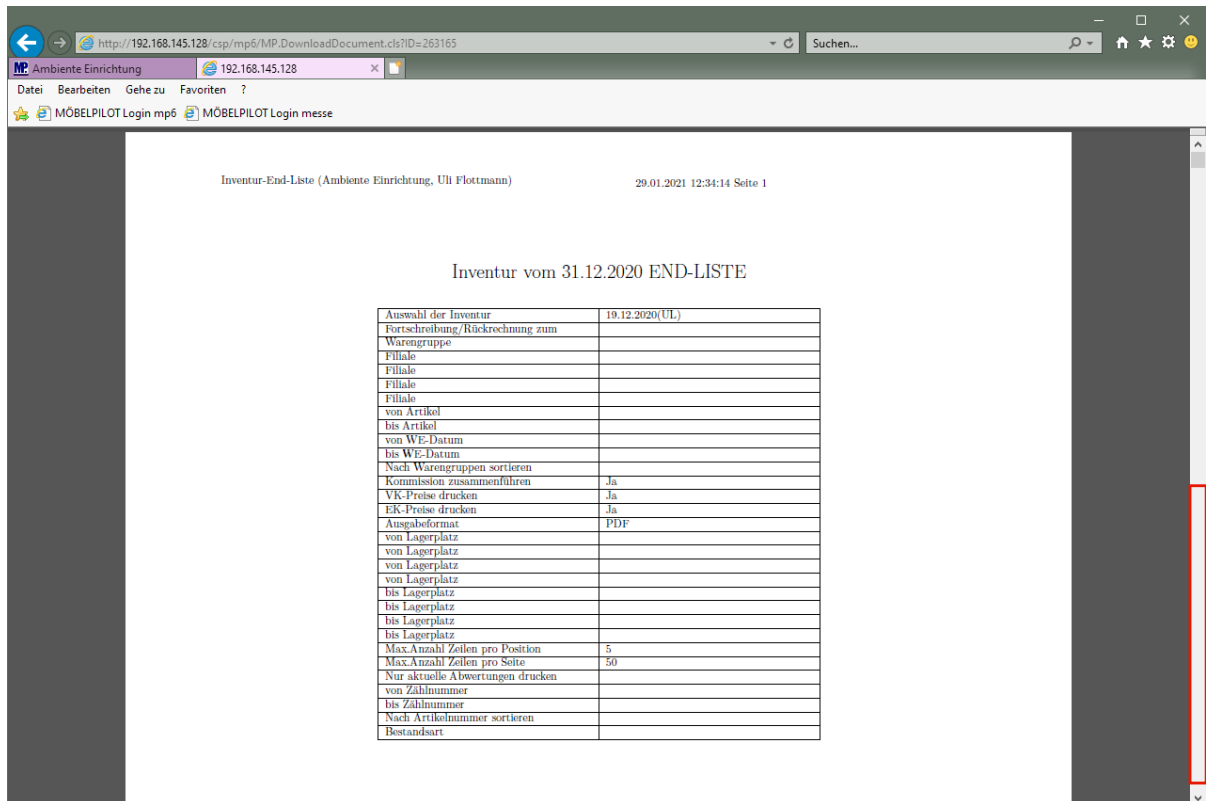 http://192.168.145.128/csp/mp6/MP.DownloadDocument.cls?ID=263165 Suchen...
MP. Ambiente Einrichtung 192.168.145.128
Datei Bearbeiten Gehe zu Favoriten ?
MÖBELPILOT Login mp6 MÖBELPILOT Login messe
Inventur-End-Liste (Ambiente Einrichtung, Uli Flottmann) 29.01.2021 12:34:14 Seite 1
Inventur vom 31.12.2020 END-LISTE
Auswahl der Inventur 19.12.2020(UL)
Fortschreibung/Rückrechnung zum
Warengruppe
Filiale
Filiale
Filiale
Filiale
von Artikel
bis Artikel
von WE-Datum
bis WE-Datum
Nach Warengruppen sortieren
Kommission zusammenführen Ja
VK-Preise drucken Ja
EK-Preise drucken Ja
Ausgabeformat PDF
von Lagerplatz
von Lagerplatz
von Lagerplatz
von Lagerplatz
bis Lagerplatz
bis Lagerplatz
bis Lagerplatz
bis Lagerplatz
Max.Anzahl Zeilen pro Position 5
Max.Anzahl Zeilen pro Seite 50
Nur aktuelle Abwertungen drucken
von Zählnummer
bis Zählnummer
Nach Artikelnummer sortieren
Bestandsart